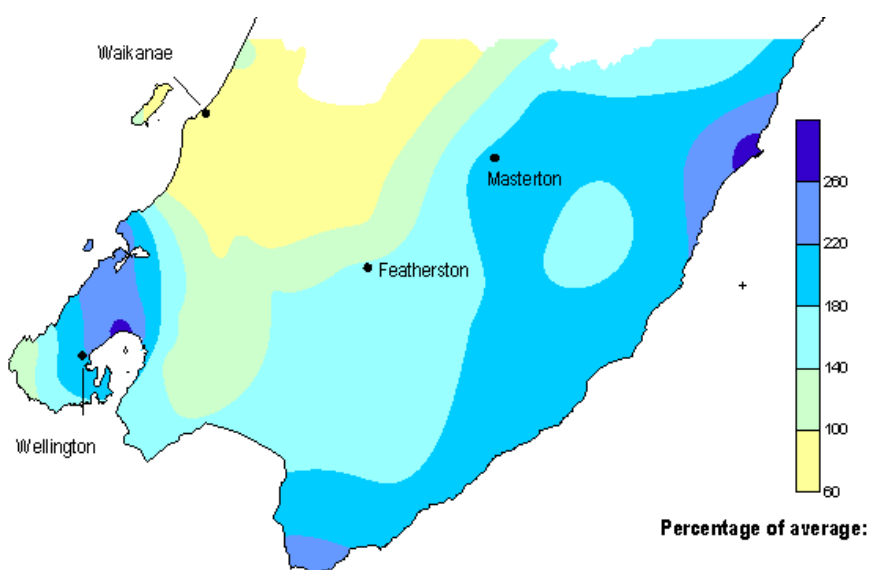 Waikanae
Masterton
Featherston
Wellington
260
220
180
140
100
60
Percentage of average: